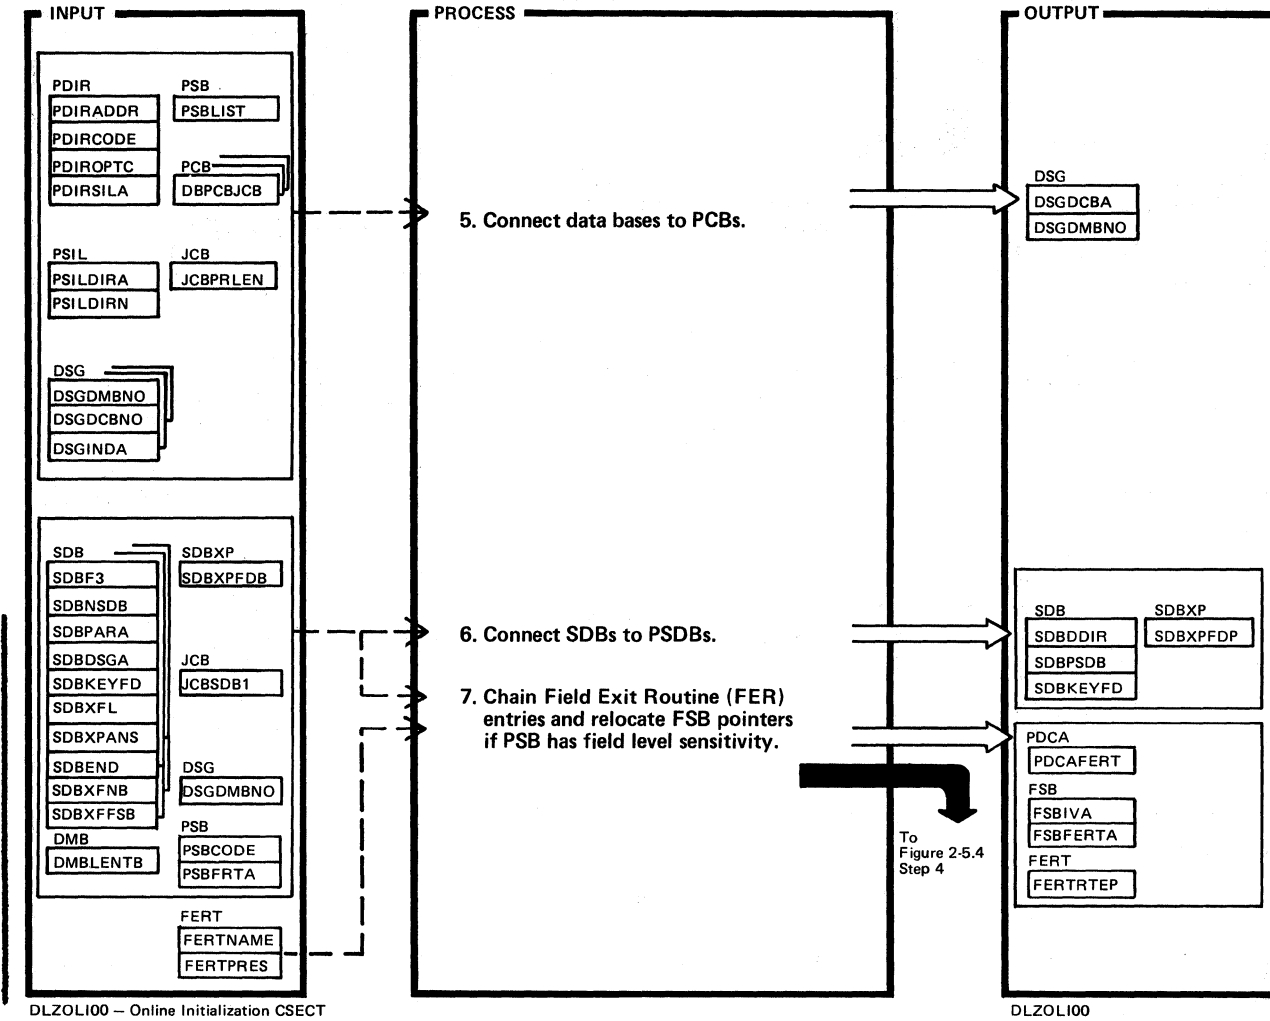 INPUT
PDIR
PDIRADDR
PDIRCODE
PDIROPTC
PDIRSILA
PSB
PSBLIST
PCB
DBPCBJCB
PSIL
PSILDIRA
PSILDIRN
JCB
JCBPRLEN
DSG
DSGDMBNO
DSGDCBNO
DSGINDA
SDB
SDBF3
SDBNSDB
SDBPARA
SDBDSGA
SDBKEYFD
SDBXFL
SDBXPANS
SDBEND
SDBXFNB
SDBXFFSB
DMB
DMBLENTB
SDBXP
SDBXPFDB
JCB
JCBSDB1
DSG
DSGDMBNO
PSB
PSBCODE
PSBFRTA
FERT
FERTNAME
FERTPRES
DLZOLI00 — Online Initialization CSECT
PROCESS
5. Connect data bases to PCBs.
6. Connect SDBs to PSDBs.
7. Chain Field Exit Routine (FER)
entries and relocate FSB pointers
if PSB has field level sensitivity.
To
Figure 2-5.4
Step 4
OUTPUT
DSG
DSGDCBA
DSGDMBNO
SDB
SDBDDIR
SDBPSDB
SDBKEYFD
SDBXP
SDBXPFDP
PDCA
PDCAFERT
FSB
FSBIVA
FSBFERTA
FERT
FERTRTEP
DLZOLI00